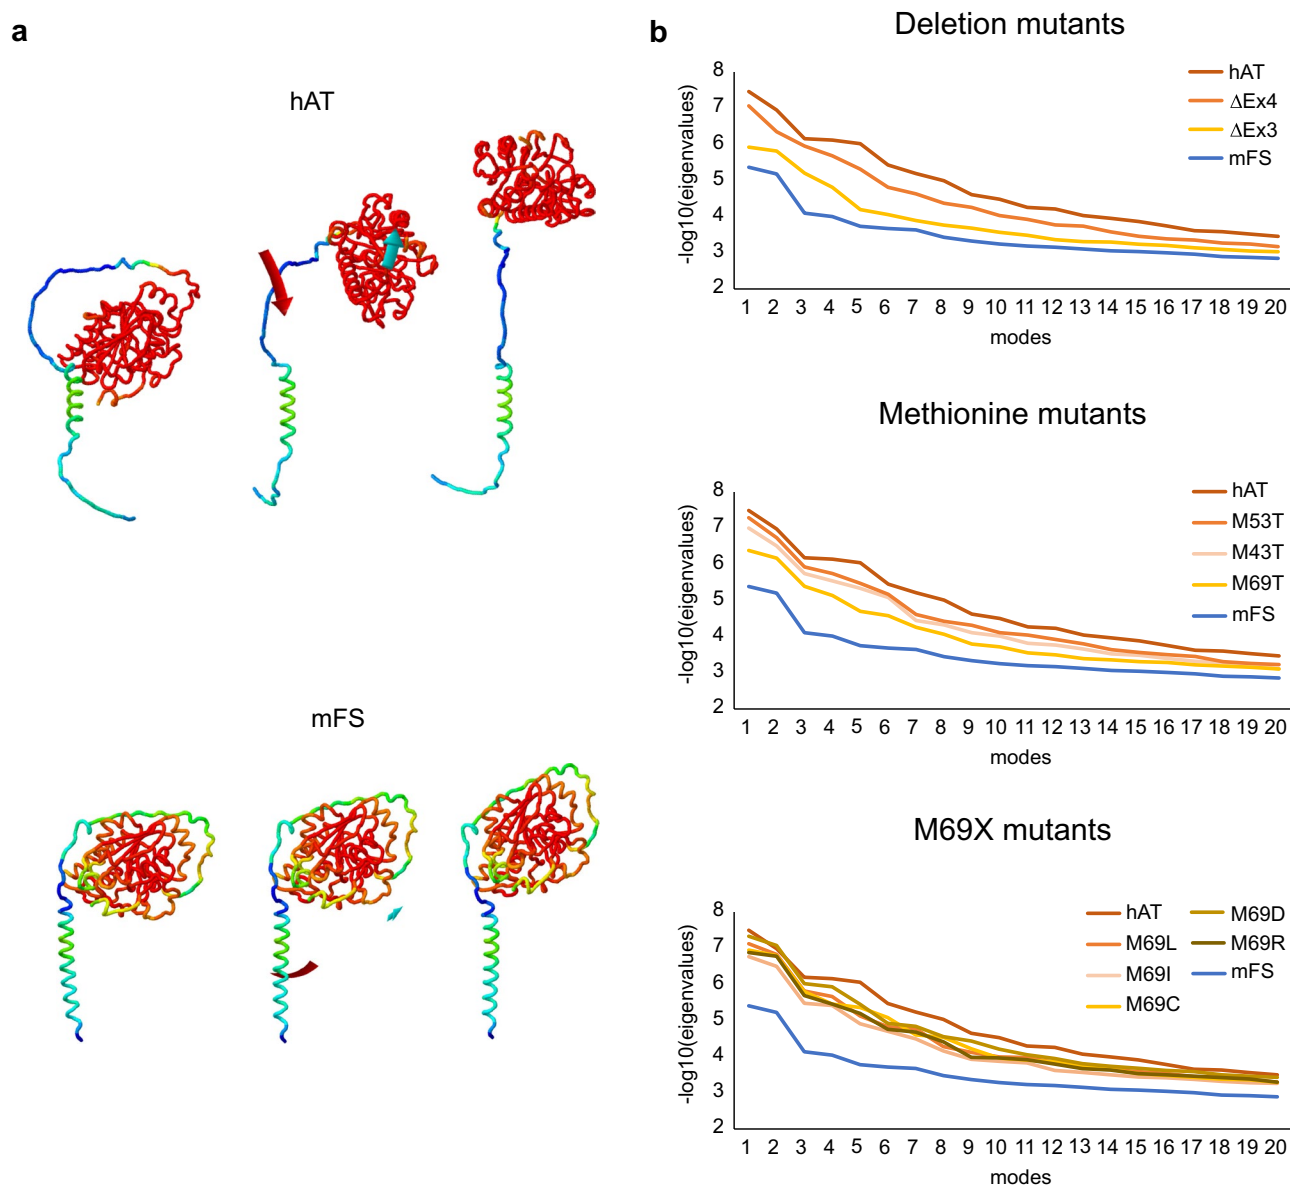 a
hAT
mFS
b
Deletion mutants
-log10(eigenvalues)
8
7
6
5
4
3
2
1 2 3 4 5 6 7 8 9 10 11 12 13 14 15 16 17 18 19 20
modes
hAT
ΔEx4
ΔEx3
mFS
Methionine mutants
-log10(eigenvalues)
8
7
6
5
4
3
2
1 2 3 4 5 6 7 8 9 10 11 12 13 14 15 16 17 18 19 20
modes
hAT
M53T
M43T
M69T
mFS
M69X mutants
-log10(eigenvalues)
8
7
6
5
4
3
2
1 2 3 4 5 6 7 8 9 10 11 12 13 14 15 16 17 18 19 20
modes
hAT
M69L
M69I
M69C
M69D
M69R
mFS